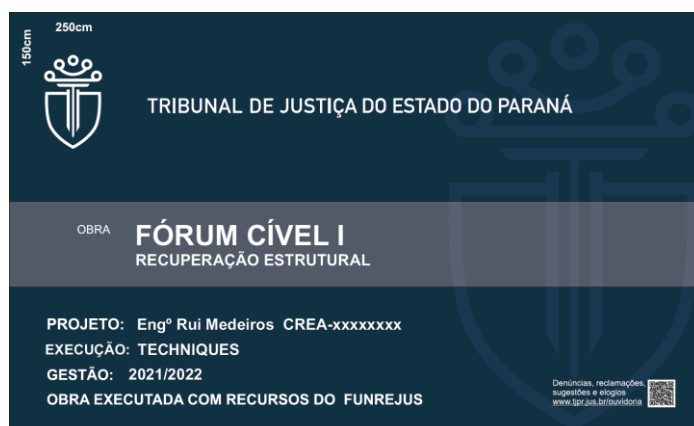 250cm
150cm
TRIBUNAL DE JUSTIÇA DO ESTADO DO PARANÁ
OBRA
FÓRUM CÍVEL I
RECUPERAÇÃO ESTRUTURAL
PROJETO: Engº Rui Medeiros CREA-xxxxxxxx
EXECUÇÃO: TECHNIQUES
GESTÃO: 2021/2022
OBRA EXECUTADA COM RECURSOS DO FUNREJUS
Denúncias, reclamações,
sugestões e elogios
www.tjpr.jus.br/ouvidoria